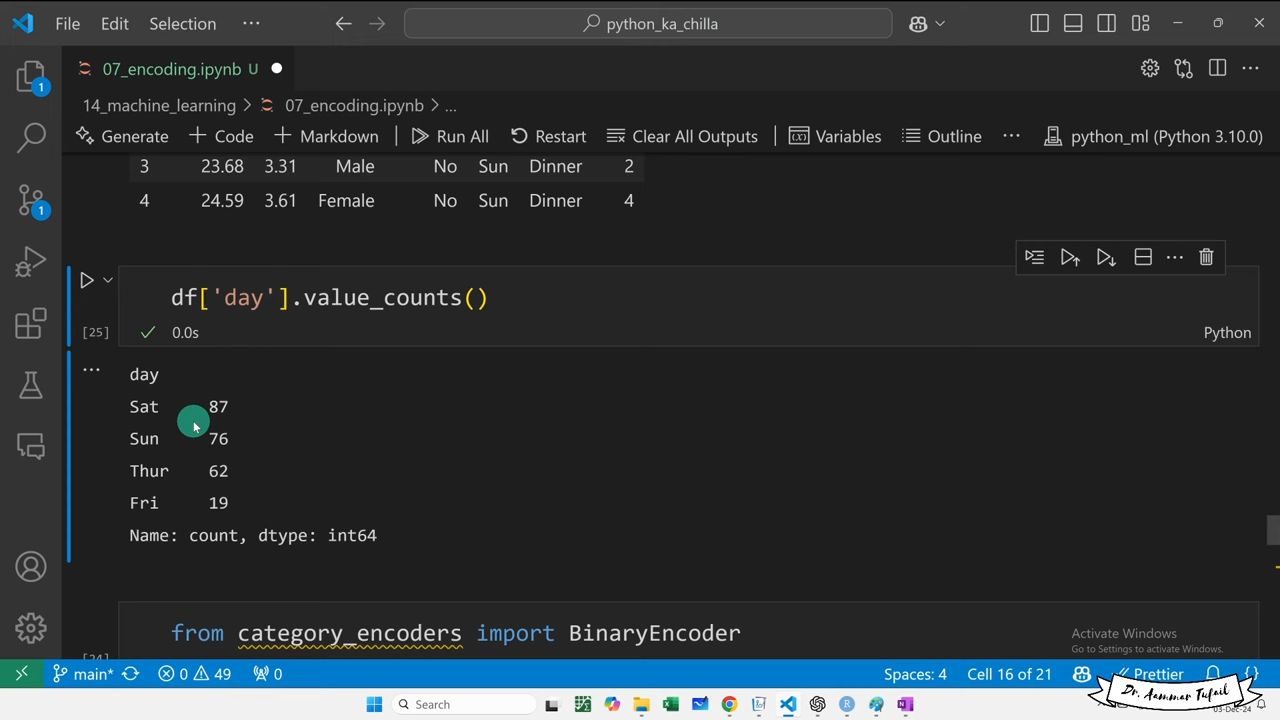 File Edit Selection ··· python_ka_chilla
07_encoding.ipynb U
14_machine_learning > 07_encoding.ipynb > ...
Generate + Code + Markdown Run All Restart Clear All Outputs Variables Outline ··· python_ml (Python 3.10.0)
3 23.68 3.31 Male No Sun Dinner 2
4 24.59 3.61 Female No Sun Dinner 4
df['day'].value_counts()
[25] 0.0s Python
day
Sat 87
Sun 76
Thur 62
Fri 19
Name: count, dtype: int64
from category_encoders import BinaryEncoder
Activate Windows
Go to Settings to activate Windows.
main* 0 49 0 Spaces: 4 Cell 16 of 21 Prettier
Search
Dr. Aammar Tufail
03-Dec-24